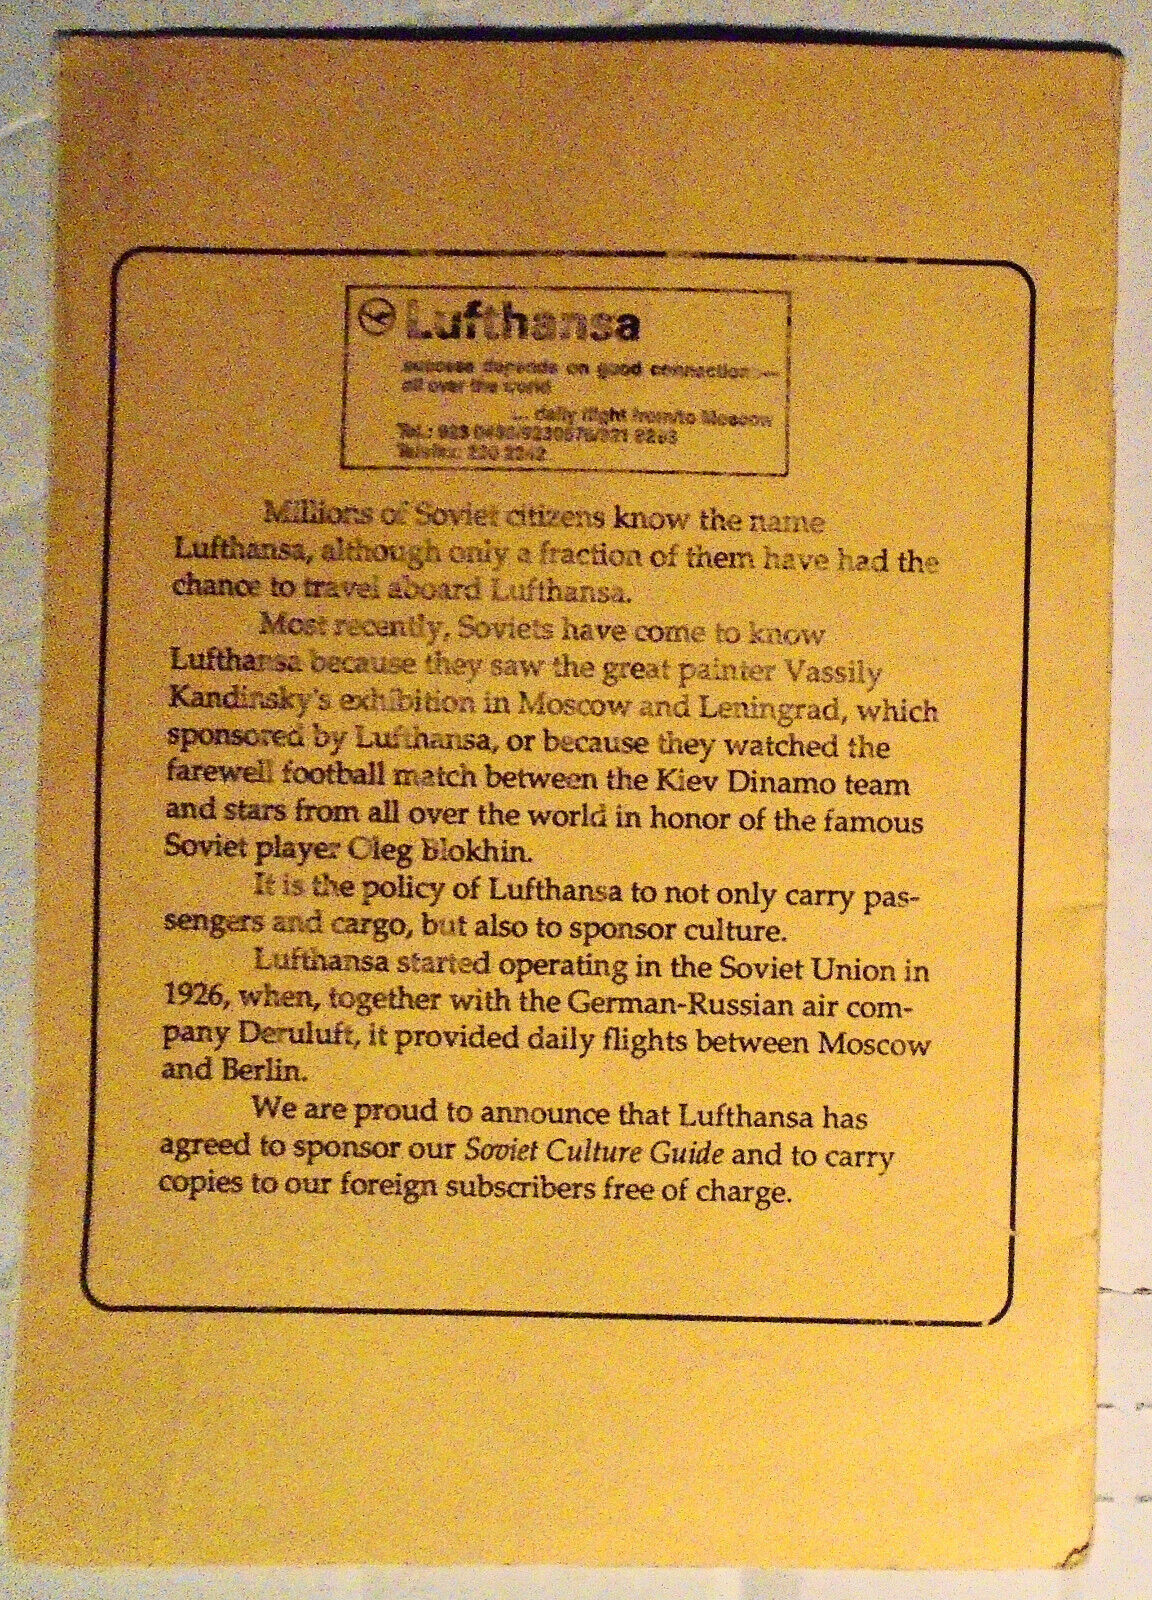 Lufthansa
success depends on good connection —
all over the world
... daily flight from/to Moscow
Tel.:
Telefax: 220 2242
Millions of Soviet citizens know the name
Lufthansa, although only a fraction of them have had the
chance to travel aboard Lufthansa.
Most recently, Soviets have come to know
Lufthansa because they saw the great painter Vassily
Kandinsky's exhibition in Moscow and Leningrad, which
sponsored by Lufthansa, or because they watched the
farewell football match between the Kiev Dinamo team
and stars from all over the world in honor of the famous
Soviet player Oleg Blokhin.
It is the policy of Lufthansa to not only carry pas-
sengers and cargo, but also to sponsor culture.
Lufthansa started operating in the Soviet Union in
1926, when, together with the German-Russian air com-
pany Deruluft, it provided daily flights between Moscow
and Berlin.
We are proud to announce that Lufthansa has
agreed to sponsor our Soviet Culture Guide and to carry
copies to our foreign subscribers free of charge.